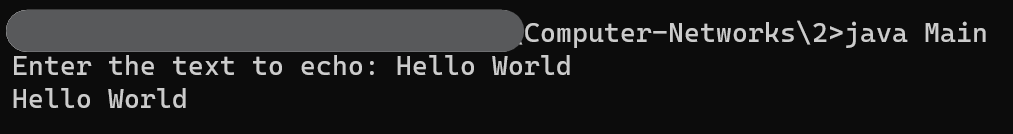 Computer-Networks\2>java Main
Enter the text to echo: Hello World
Hello World